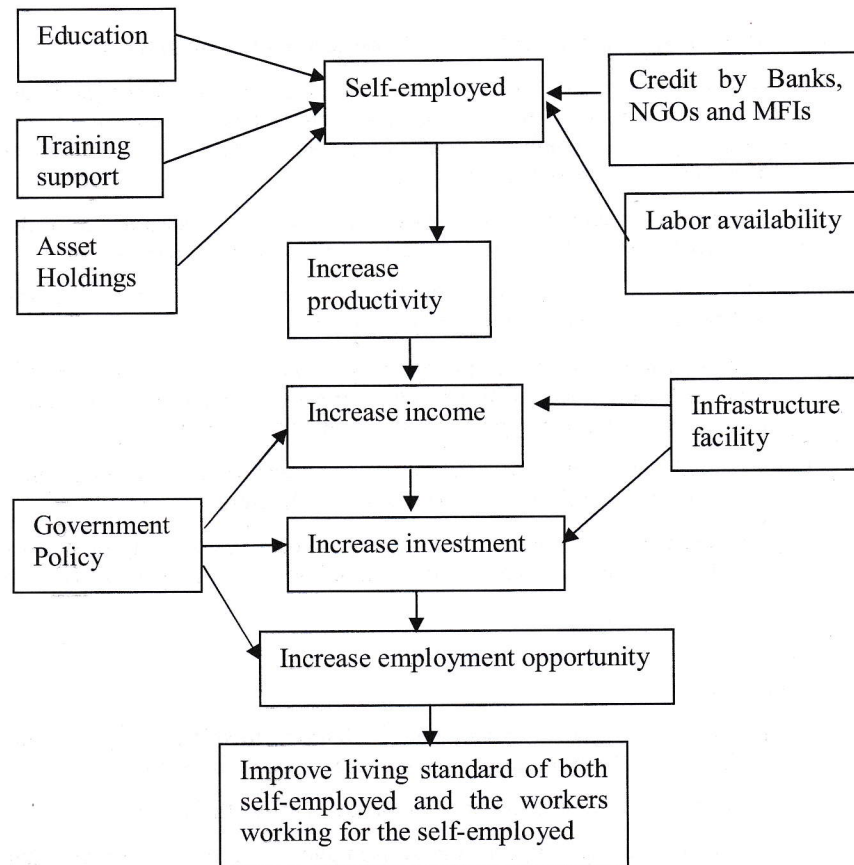 Education
Self-employed
Credit by Banks,
NGOs and MFIs
Training
support
Labor availability
Asset
Holdings
Increase
productivity
Increase income
Infrastructure
facility
Government
Policy
Increase investment
Increase employment opportunity
Improve living standard of both
self-employed and the workers
working for the self-employed